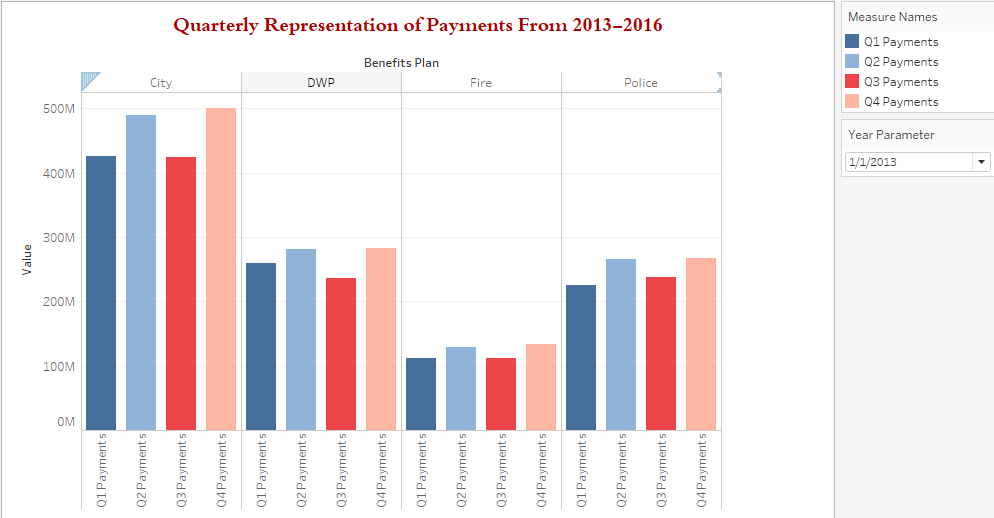 Quarterly Representation of Payments From 2013–2016
Benefits Plan
City DWP Fire Police
500M
400M
300M
200M
100M
0M
Value
Q1 Payments
Q2 Payments
Q3 Payments
Q4 Payments
Q1 Payments
Q2 Payments
Q3 Payments
Q4 Payments
Q1 Payments
Q2 Payments
Q3 Payments
Q4 Payments
Q1 Payments
Q2 Payments
Q3 Payments
Q4 Payments
Measure Names
Q1 Payments
Q2 Payments
Q3 Payments
Q4 Payments
Year Parameter
1/1/2013